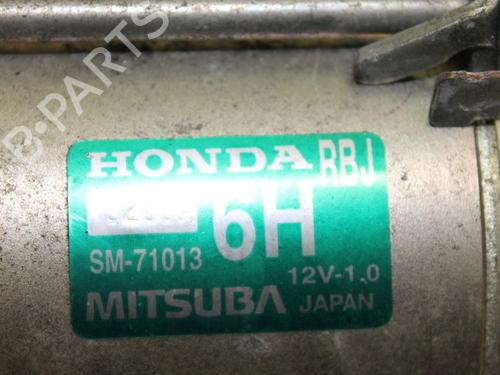 B-PARTS
HONDA RBJ
6H
SM-71013
12V-1.0
MITSUBA JAPAN